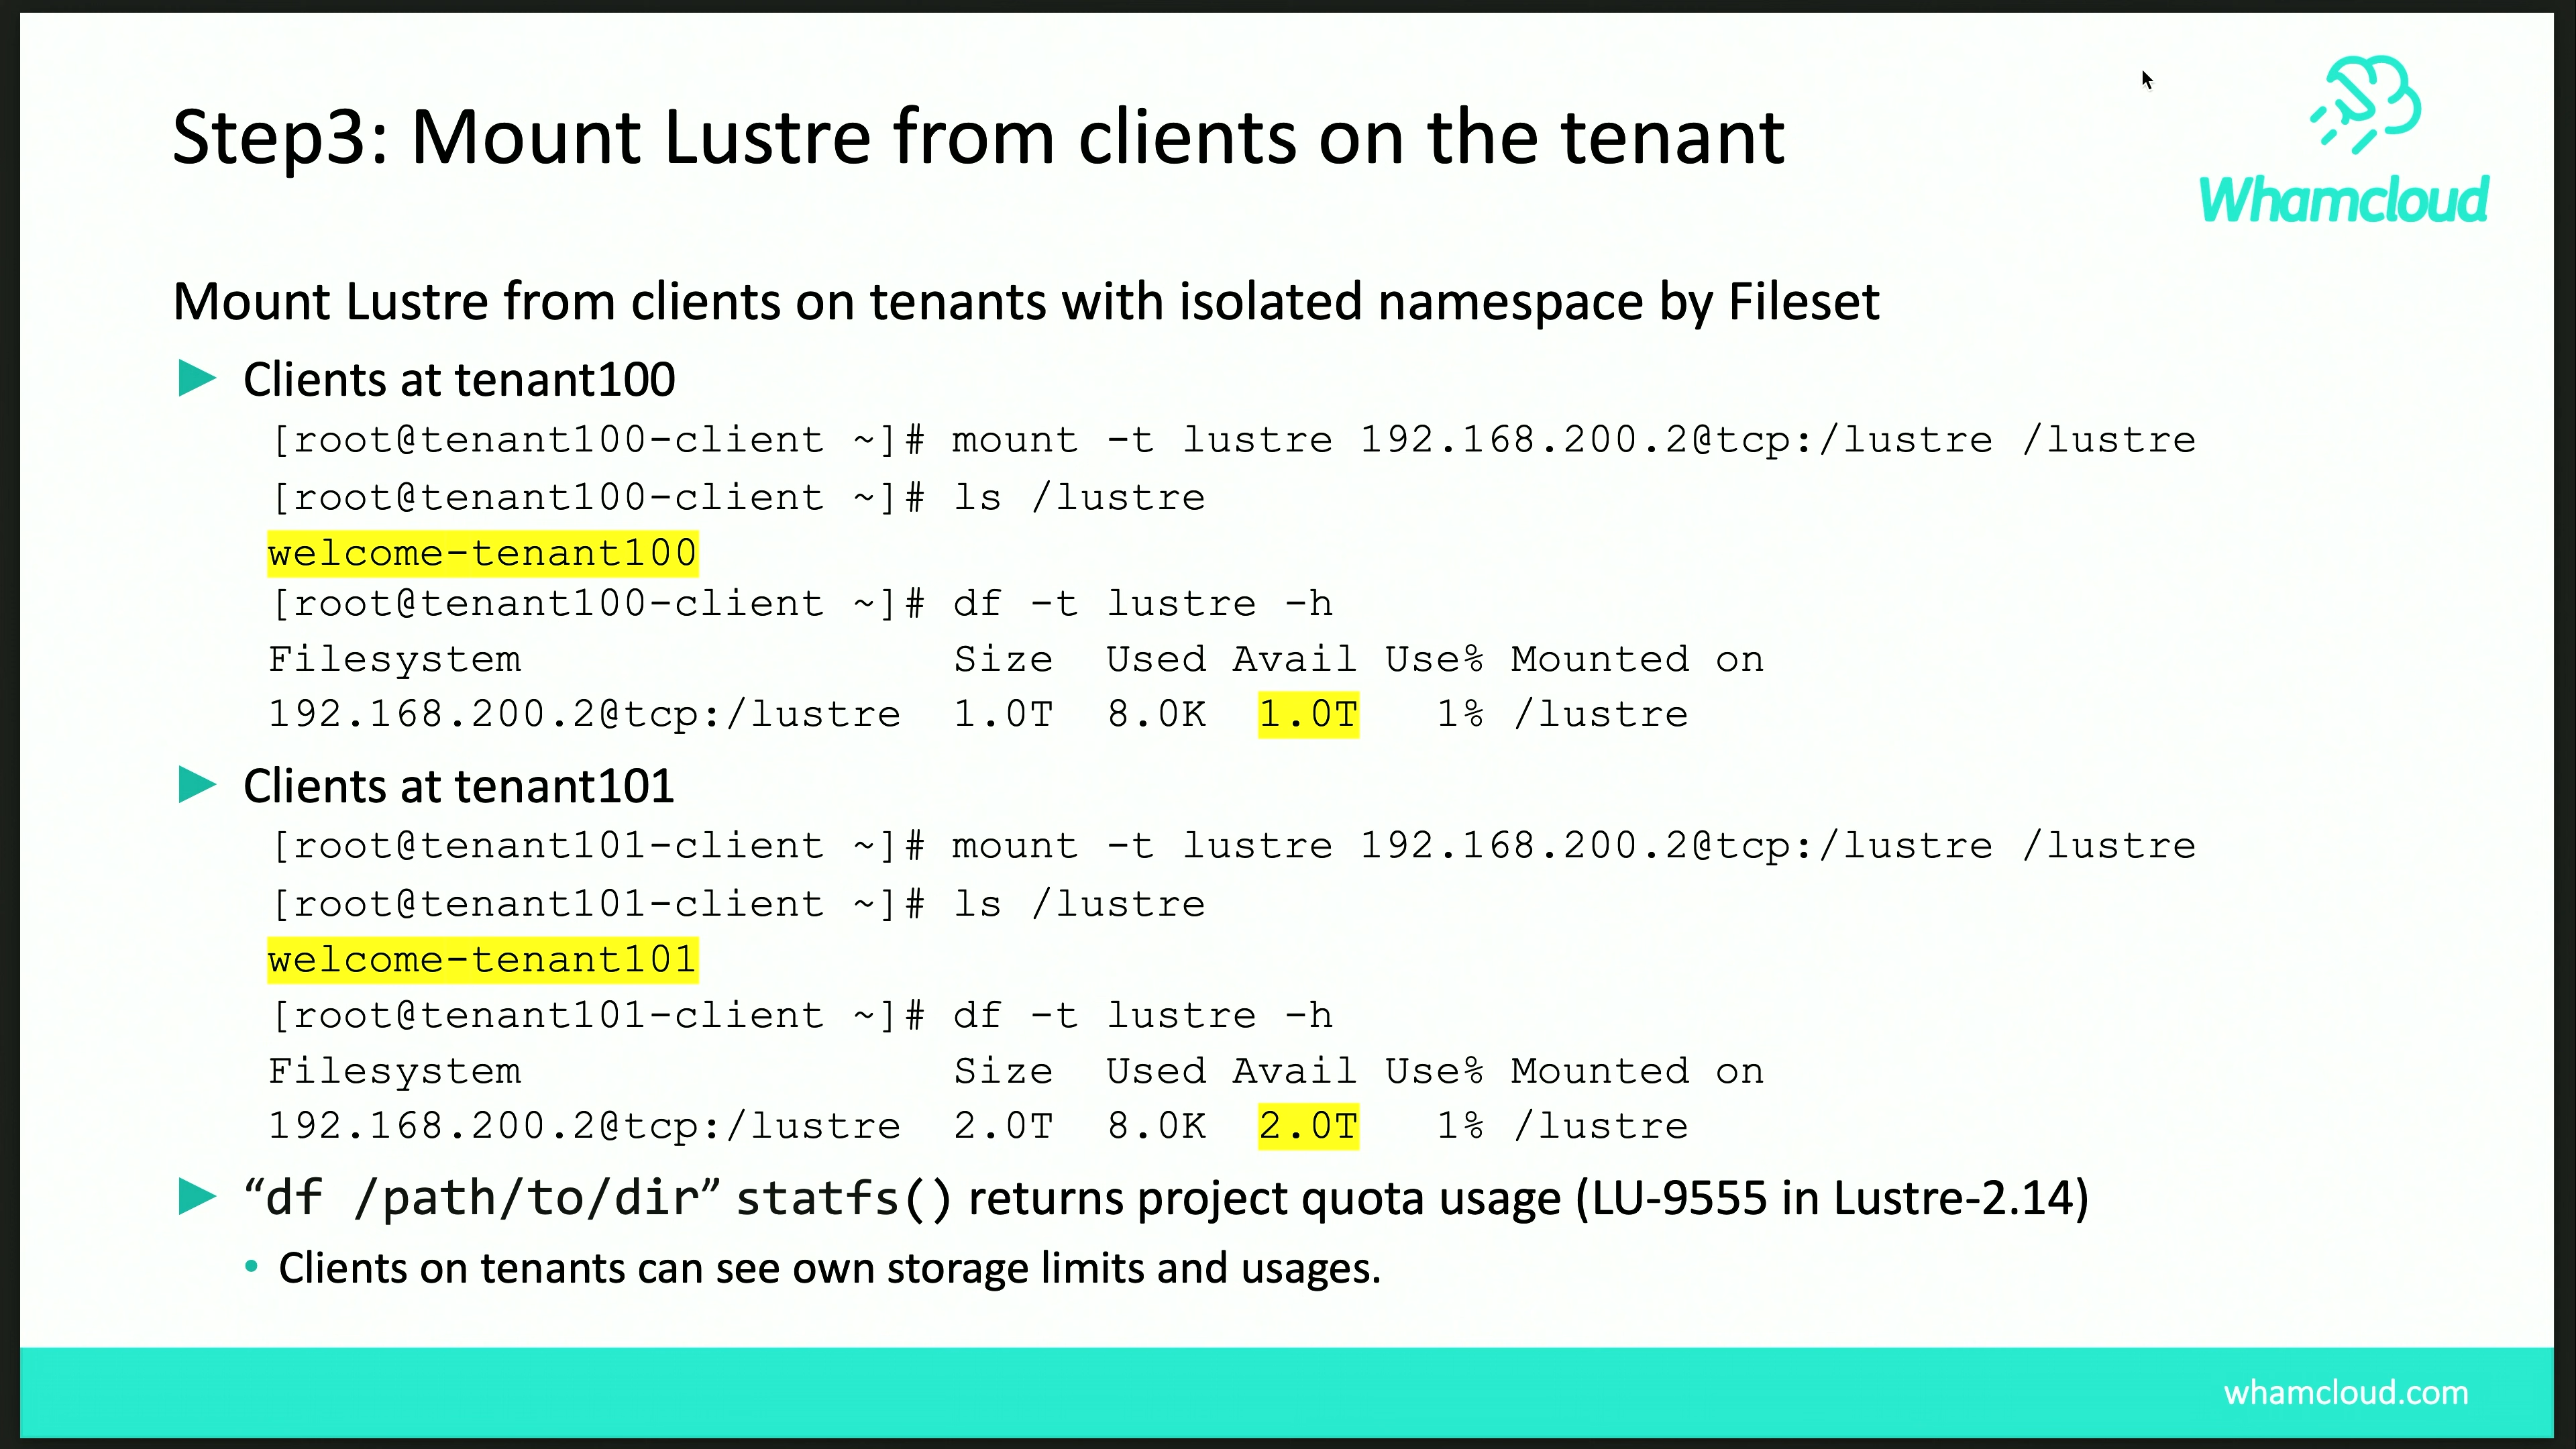 Step3: Mount Lustre from clients on the tenant
Whamcloud
Mount Lustre from clients on tenants with isolated namespace by Fileset
Clients at tenant100
[root@tenant100-client ~]# mount -t lustre 192.168.200.2@tcp:/lustre /lustre
[root@tenant100-client ~]# ls /lustre
welcome-tenant100
[root@tenant100-client ~]# df -t lustre -h
Filesystem Size Used Avail Use% Mounted on
192.168.200.2@tcp:/lustre 1.0T 8.0K 1.0T 1% /lustre
Clients at tenant101
[root@tenant101-client ~]# mount -t lustre 192.168.200.2@tcp:/lustre /lustre
[root@tenant101-client ~]# ls /lustre
welcome-tenant101
[root@tenant101-client ~]# df -t lustre -h
Filesystem Size Used Avail Use% Mounted on
192.168.200.2@tcp:/lustre 2.0T 8.0K 2.0T 1% /lustre
“df /path/to/dir” statfs() returns project quota usage (LU-9555 in Lustre-2.14)
• Clients on tenants can see own storage limits and usages.
whamcloud.com